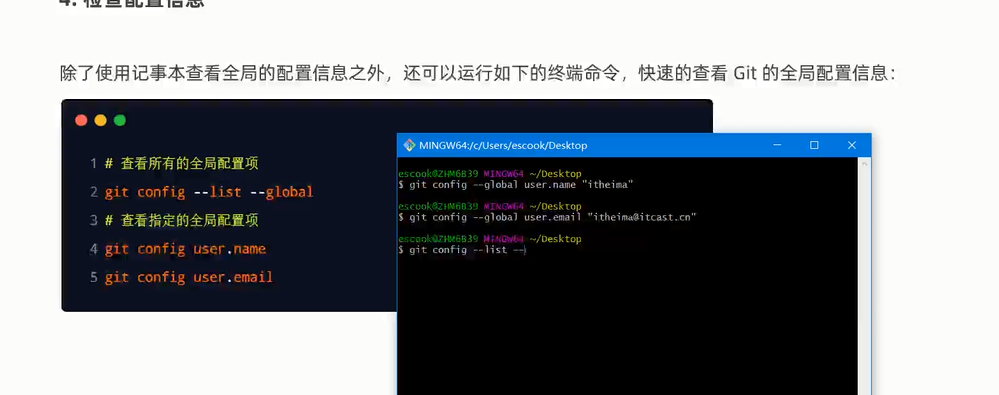 4. 检查配置信息
除了使用记事本查看全局的配置信息之外，还可以运行如下的终端命令，快速的查看 Git 的全局配置信息：
1 # 查看所有的全局配置项
2 git config --list --global
3 # 查看指定的全局配置项
4 git config user.name
5 git config user.email
MINGW64:/c/Users/escook/Desktop
escook@ZHM6B39 MINGW64 ~/Desktop
$ git config --global user.name "itheima"
escook@ZHM6B39 MINGW64 ~/Desktop
$ git config --global user.email "itheima@itcast.cn"
escook@ZHM6B39 MINGW64 ~/Desktop
$ git config --list --